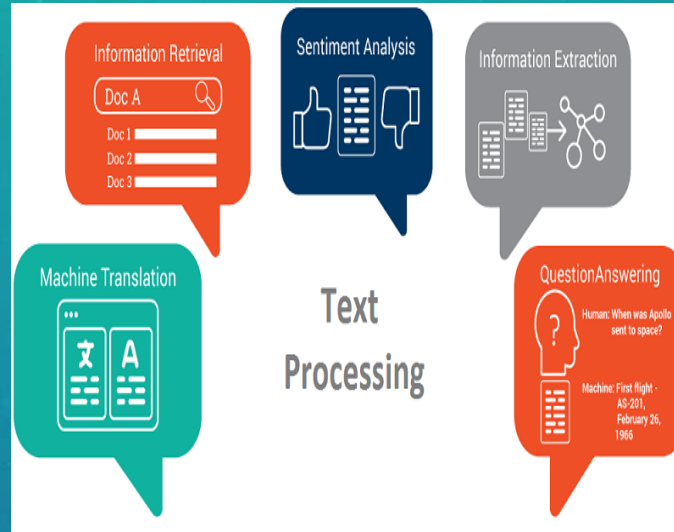 Information Retrieval
Doc A
Doc 1
Doc 2
Doc 3
Sentiment Analysis
Information Extraction
Machine Translation
文 A
Text
Processing
QuestionAnswering
?
Human: When was Apollo
sent to space?
Machine: First flight -
AS-201,
February 26,
1966